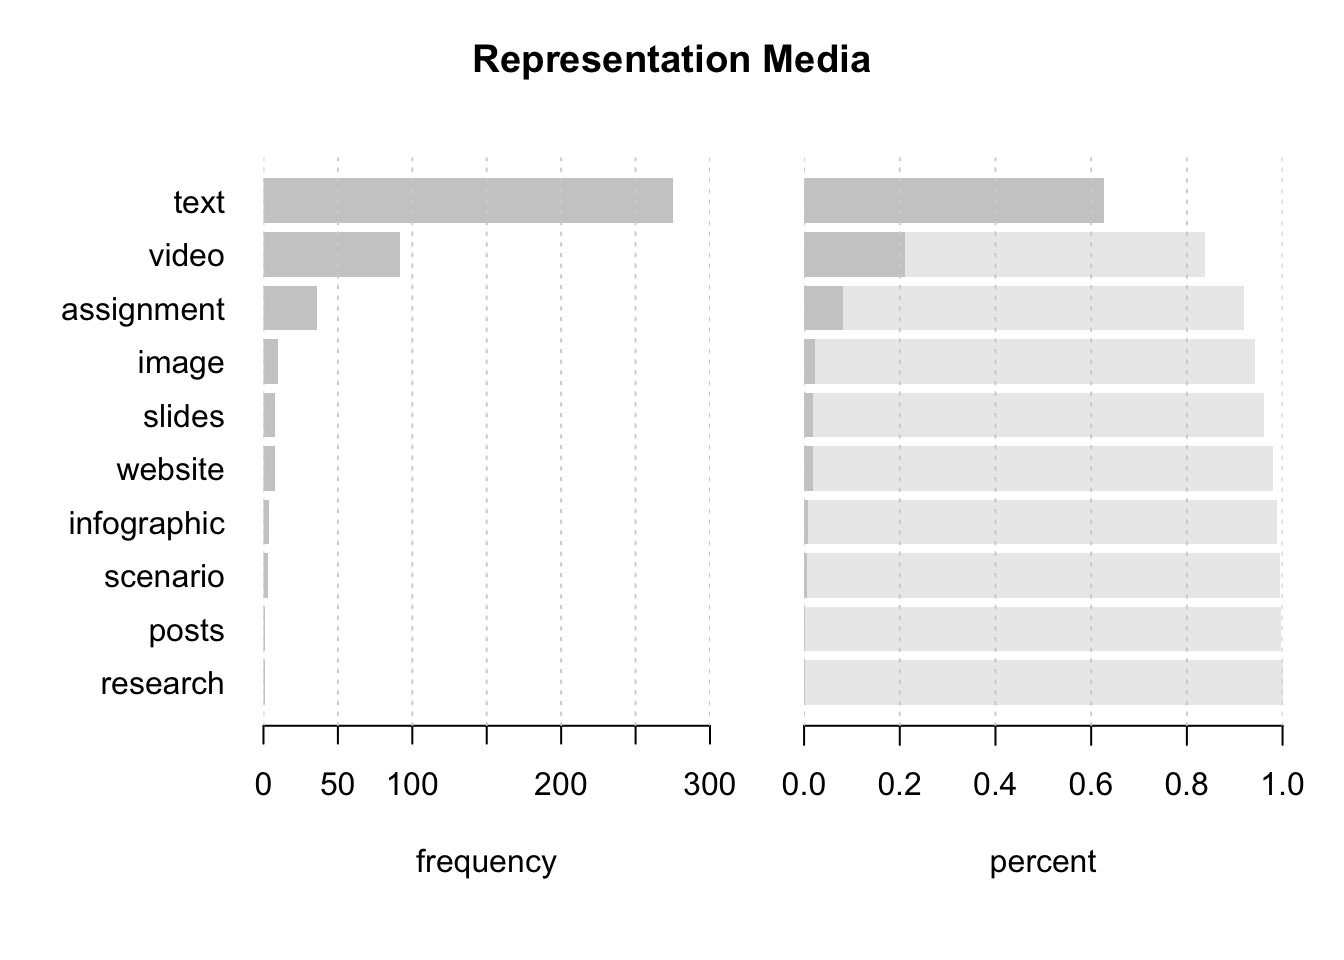 Representation Media
text
video
assignment
image
slides
website
infographic
scenario
posts
research
0 50 100 200 300
0.0 0.2 0.4 0.6 0.8 1.0
frequency
percent